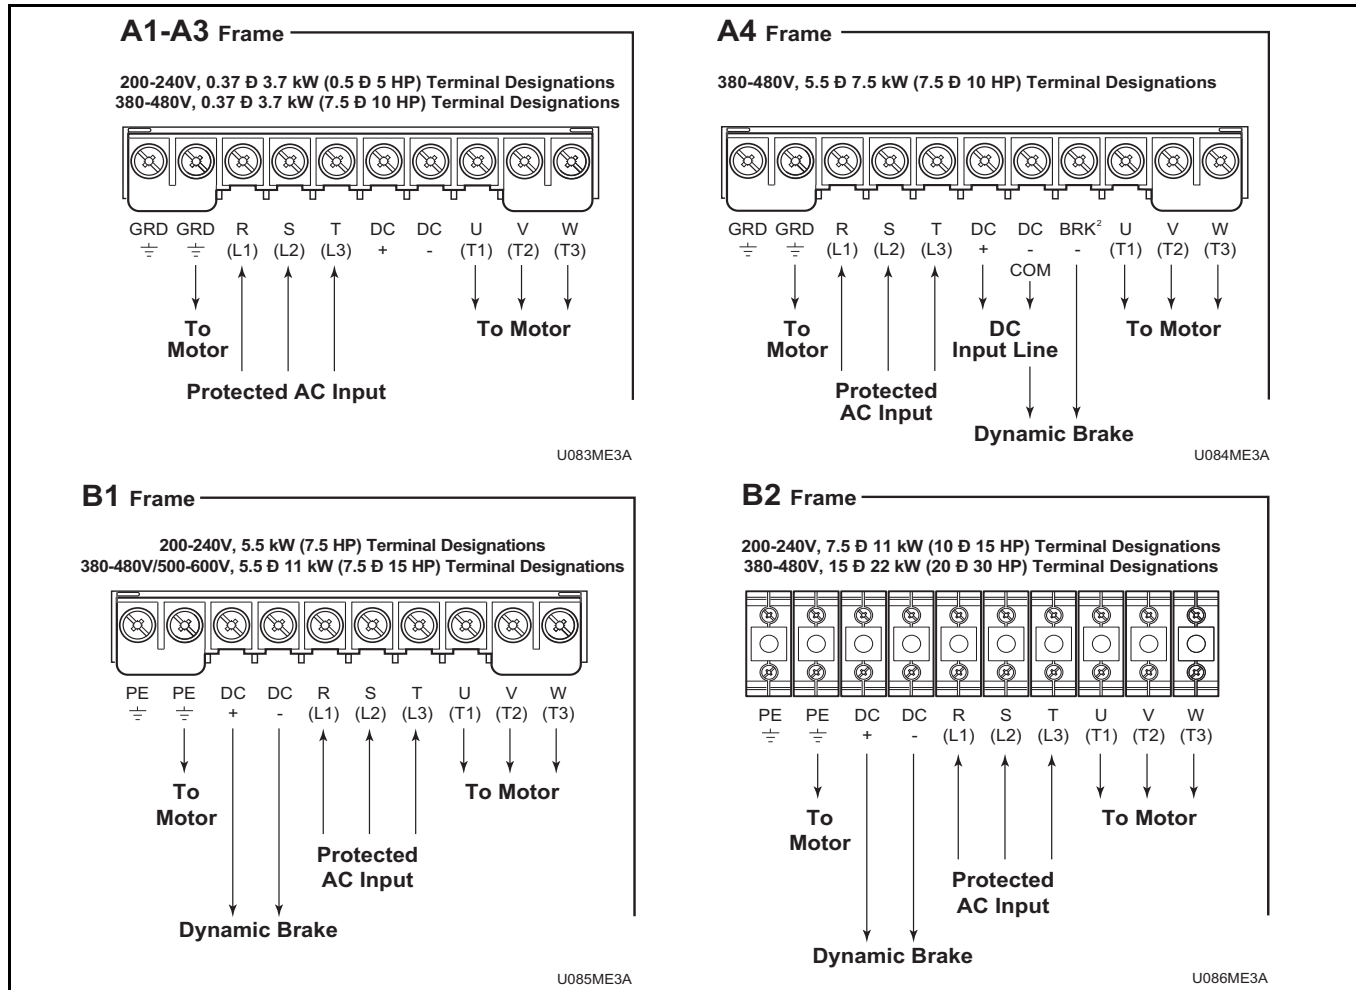 A1-A3 Frame
200-240V, 0.37 Ð 3.7 kW (0.5 Ð 5 HP) Terminal Designations
380-480V, 0.37 Ð 3.7 kW (7.5 Ð 10 HP) Terminal Designations
GRD GRD R S T DC DC U V W
(L1) (L2) (L3) + - (T1) (T2) (T3)
To Motor
To Motor
Protected AC Input
U083ME3A
A4 Frame
380-480V, 5.5 Ð 7.5 kW (7.5 Ð 10 HP) Terminal Designations
GRD GRD R S T DC DC BRK² U V W
(L1) (L2) (L3) + - - (T1) (T2) (T3)
COM
To
Motor
DC
Input Line
To Motor
Protected
AC Input
Dynamic Brake
U084ME3A
B1 Frame
200-240V, 5.5 kW (7.5 HP) Terminal Designations
380-480V/500-600V, 5.5 Ð 11 kW (7.5 Ð 15 HP) Terminal Designations
PE PE DC DC R S T U V W
+ - (L1) (L2) (L3) (T1) (T2) (T3)
To
Motor
To Motor
Protected
AC Input
Dynamic Brake
U085ME3A
B2 Frame
200-240V, 7.5 Ð 11 kW (10 Ð 15 HP) Terminal Designations
380-480V, 15 Ð 22 kW (20 Ð 30 HP) Terminal Designations
PE PE DC DC R S T U V W
+ - (L1) (L2) (L3) (T1) (T2) (T3)
To
Motor
To Motor
Protected
AC Input
Dynamic Brake
U086ME3A